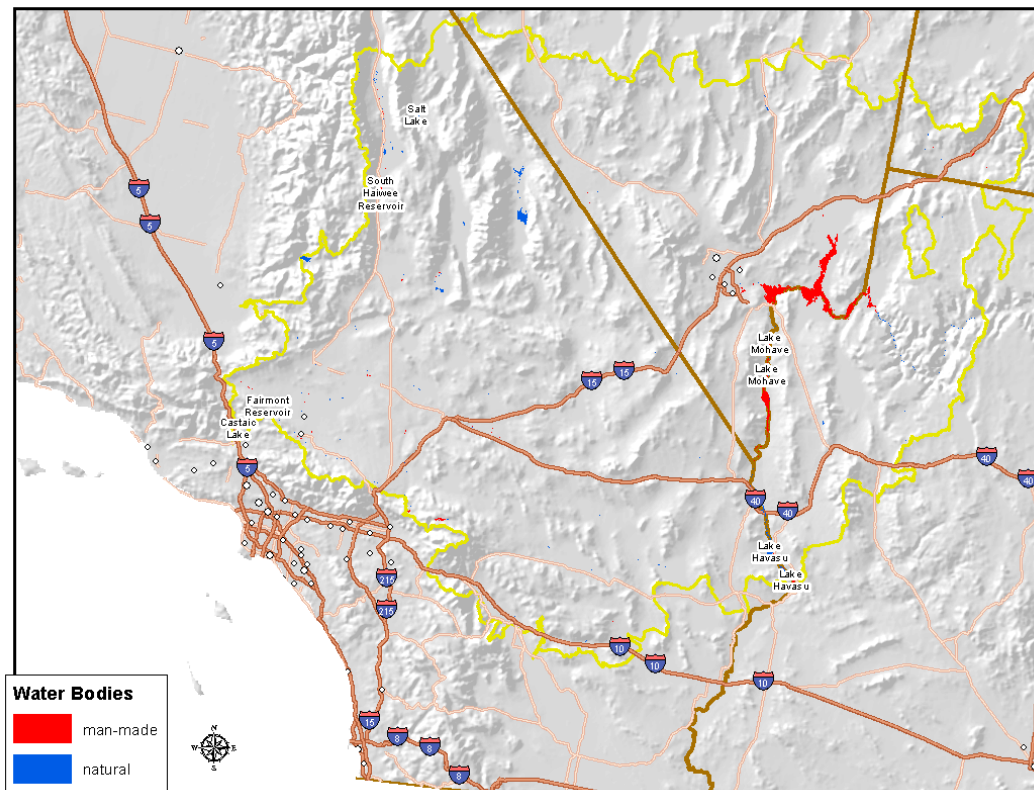 Salt
Lake
South
Haiwee
Reservoir
5
5
5
Lake
Mohave
Lake
Mohave
15
15
Fairmont
Reservoir
Castaic
Lake
5
40
40
40
40
Lake
Havasu
Lake
Havasu
215
215
10
10
10
15
8
8
8
Water Bodies
man-made
natural
N
W
E
S